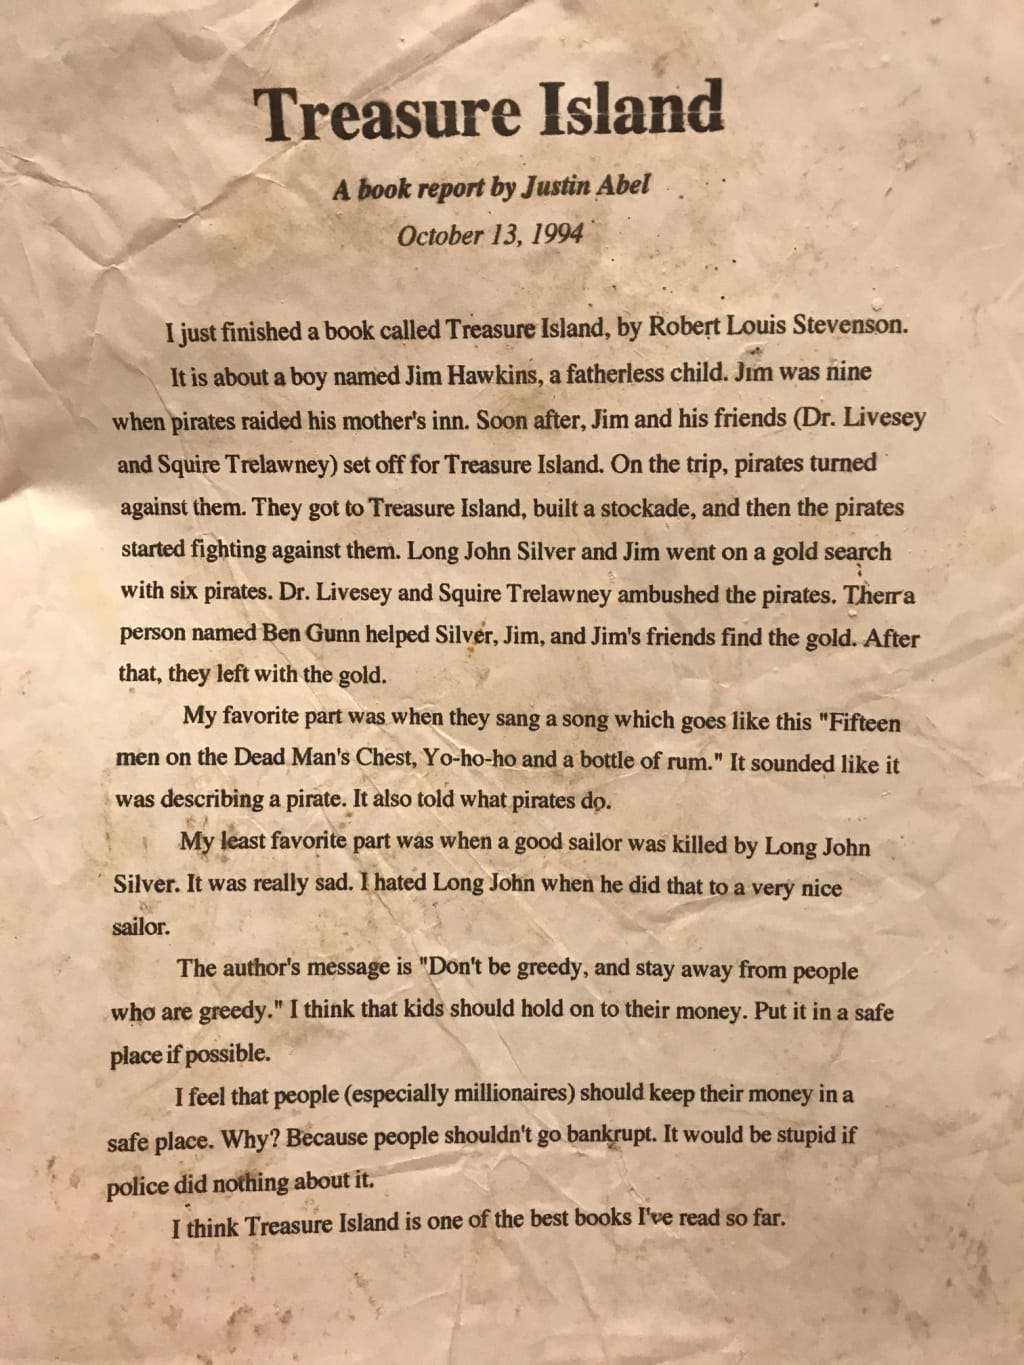 Treasure Island
A book report by Justin Abel
October 13, 1994
I just finished a book called Treasure Island, by Robert Louis Stevenson.
It is about a boy named Jim Hawkins, a fatherless child. Jim was nine
when pirates raided his mother's inn. Soon after, Jim and his friends (Dr. Livesey
and Squire Trelawney) set off for Treasure Island. On the trip, pirates turned
against them. They got to Treasure Island, built a stockade, and then the pirates
started fighting against them. Long John Silver and Jim went on a gold search
with six pirates. Dr. Livesey and Squire Trelawney ambushed the pirates. Then a
person named Ben Gunn helped Silver, Jim, and Jim's friends find the gold. After
that, they left with the gold.
My favorite part was when they sang a song which goes like this "Fifteen
men on the Dead Man's Chest, Yo-ho-ho and a bottle of rum." It sounded like it
was describing a pirate. It also told what pirates do.
My least favorite part was when a good sailor was killed by Long John
Silver. It was really sad. I hated Long John when he did that to a very nice
sailor.
The author's message is "Don't be greedy, and stay away from people
who are greedy." I think that kids should hold on to their money. Put it in a safe
place if possible.
I feel that people (especially millionaires) should keep their money in a
safe place. Why? Because people shouldn't go bankrupt. It would be stupid if
police did nothing about it.
I think Treasure Island is one of the best books I've read so far.